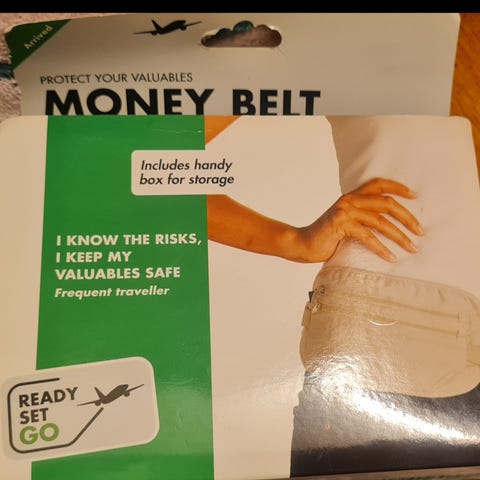 Arrived
PROTECT YOUR VALUABLES
MONEY BELT
Includes handy
box for storage
I KNOW THE RISKS,
I KEEP MY
VALUABLES SAFE
Frequent traveller
READY
SET
GO